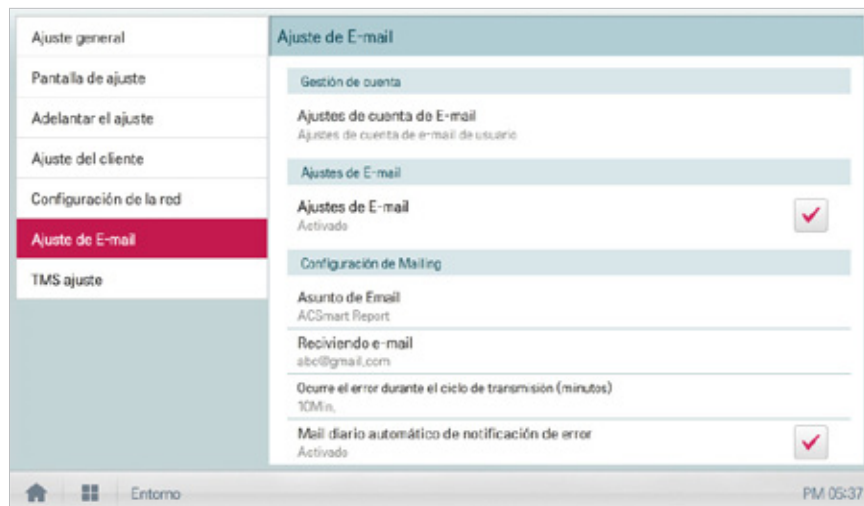 Ajuste general
Pantalla de ajuste
Adelantar el ajuste
Ajuste del cliente
Configuración de la red
Ajuste de E-mail
TMS ajuste
Ajuste de E-mail
Gestión de cuenta
Ajustes de cuenta de E-mail
Ajustes de cuenta de e-mail de usuario
Ajustes de E-mail
Ajustes de E-mail
Activado
Configuración de Mailing
Asunto de Email
ACSmart Report
Reciviendo e-mail
abc@gmail.com
Ocurre el error durante el ciclo de transmisión (minutos)
10Min.
Mail diario automático de notificación de error
Activado
Entorno
PM 05:37